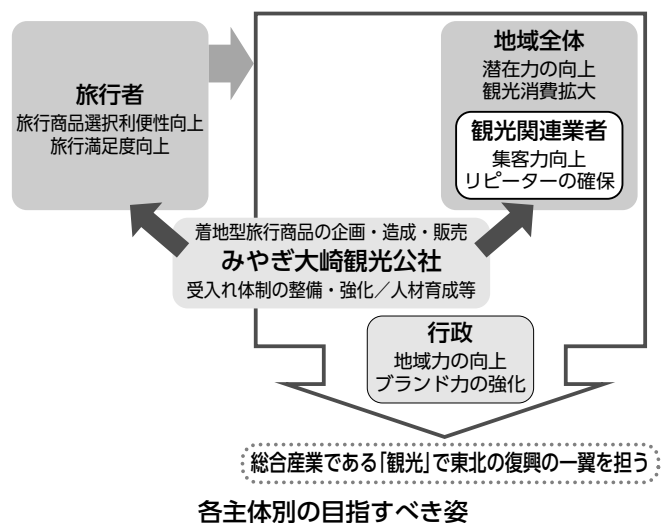 旅行者
旅行商品選択利便性向上
旅行満足度向上
地域全体
潜在力の向上
観光消費拡大
観光関連業者
集客力向上
リピーターの確保
着地型旅行商品の企画・造成・販売
みやぎ大崎観光公社
受入れ体制の整備・強化／人材育成等
行政
地域力の向上
ブランド力の強化
総合産業である「観光」で東北の復興の一翼を担う
各主体別の目指すべき姿